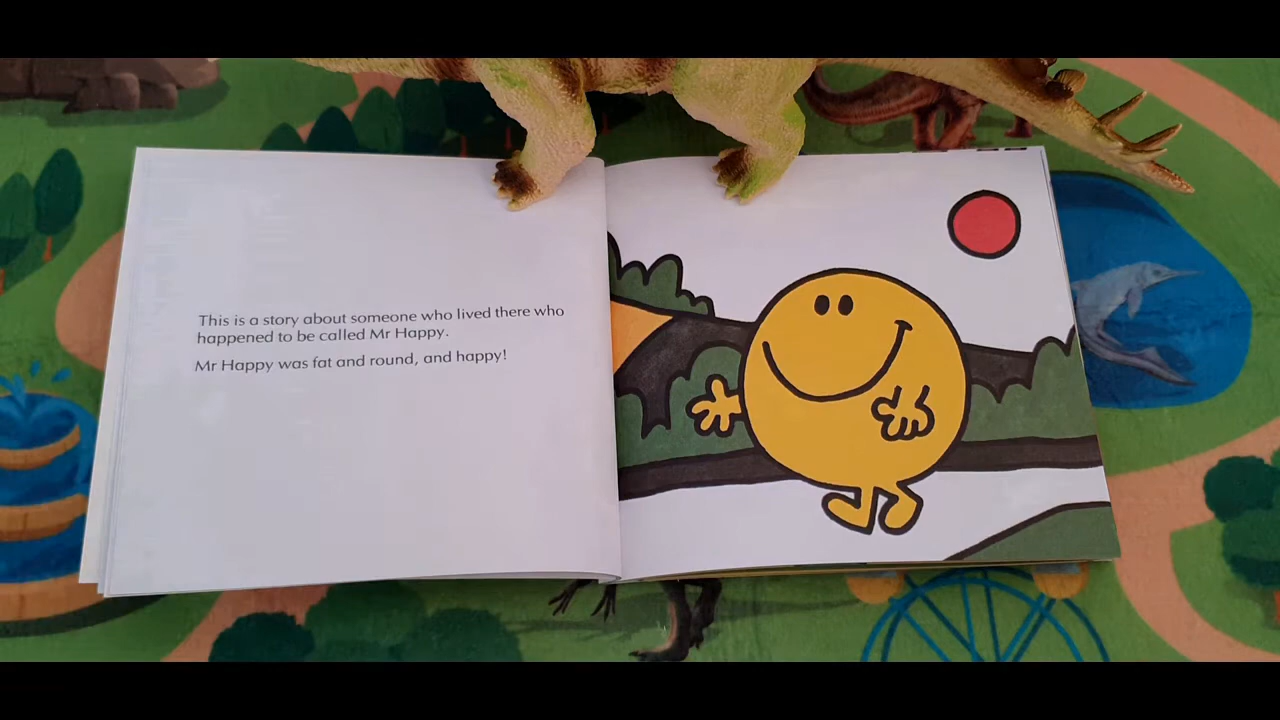 This is a story about someone who lived there who
happened to be called Mr Happy.
Mr Happy was fat and round, and happy!